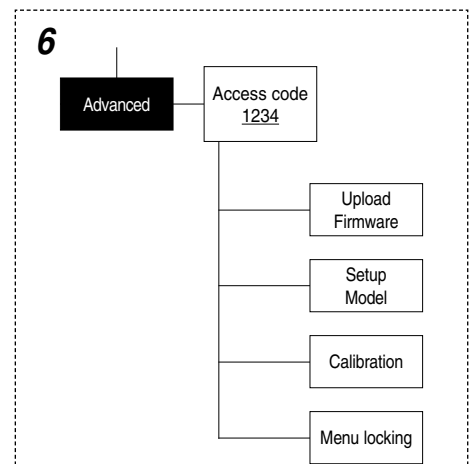 6
Advanced
Access code
1234
Upload
Firmware
Setup
Model
Calibration
Menu locking